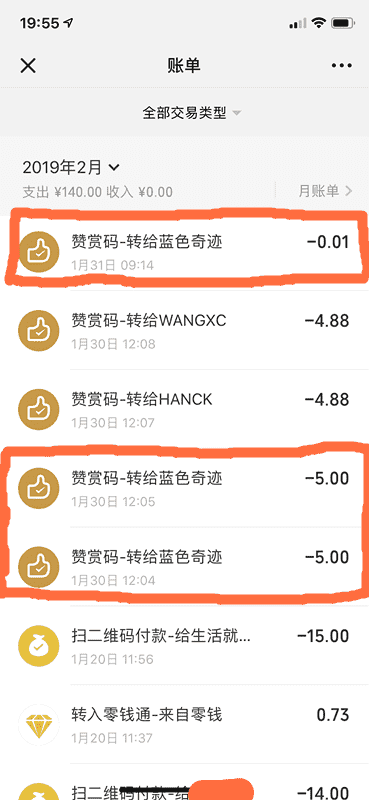 19:55
账单
全部交易类型
2019年2月
支出 ¥140.00 收入 ¥0.00
月账单
赞赏码-转给蓝色奇迹
-0.01
1月31日 09:14
赞赏码-转给WANGXC
-4.88
1月30日 12:08
赞赏码-转给HANCK
-4.88
1月30日 12:07
赞赏码-转给蓝色奇迹
-5.00
1月30日 12:05
赞赏码-转给蓝色奇迹
-5.00
1月30日 12:04
扫二维码付款-给生活就...
-15.00
1月20日 11:56
转入零钱通-来自零钱
0.73
1月20日 11:37
扫二维码付款-给
-14.00